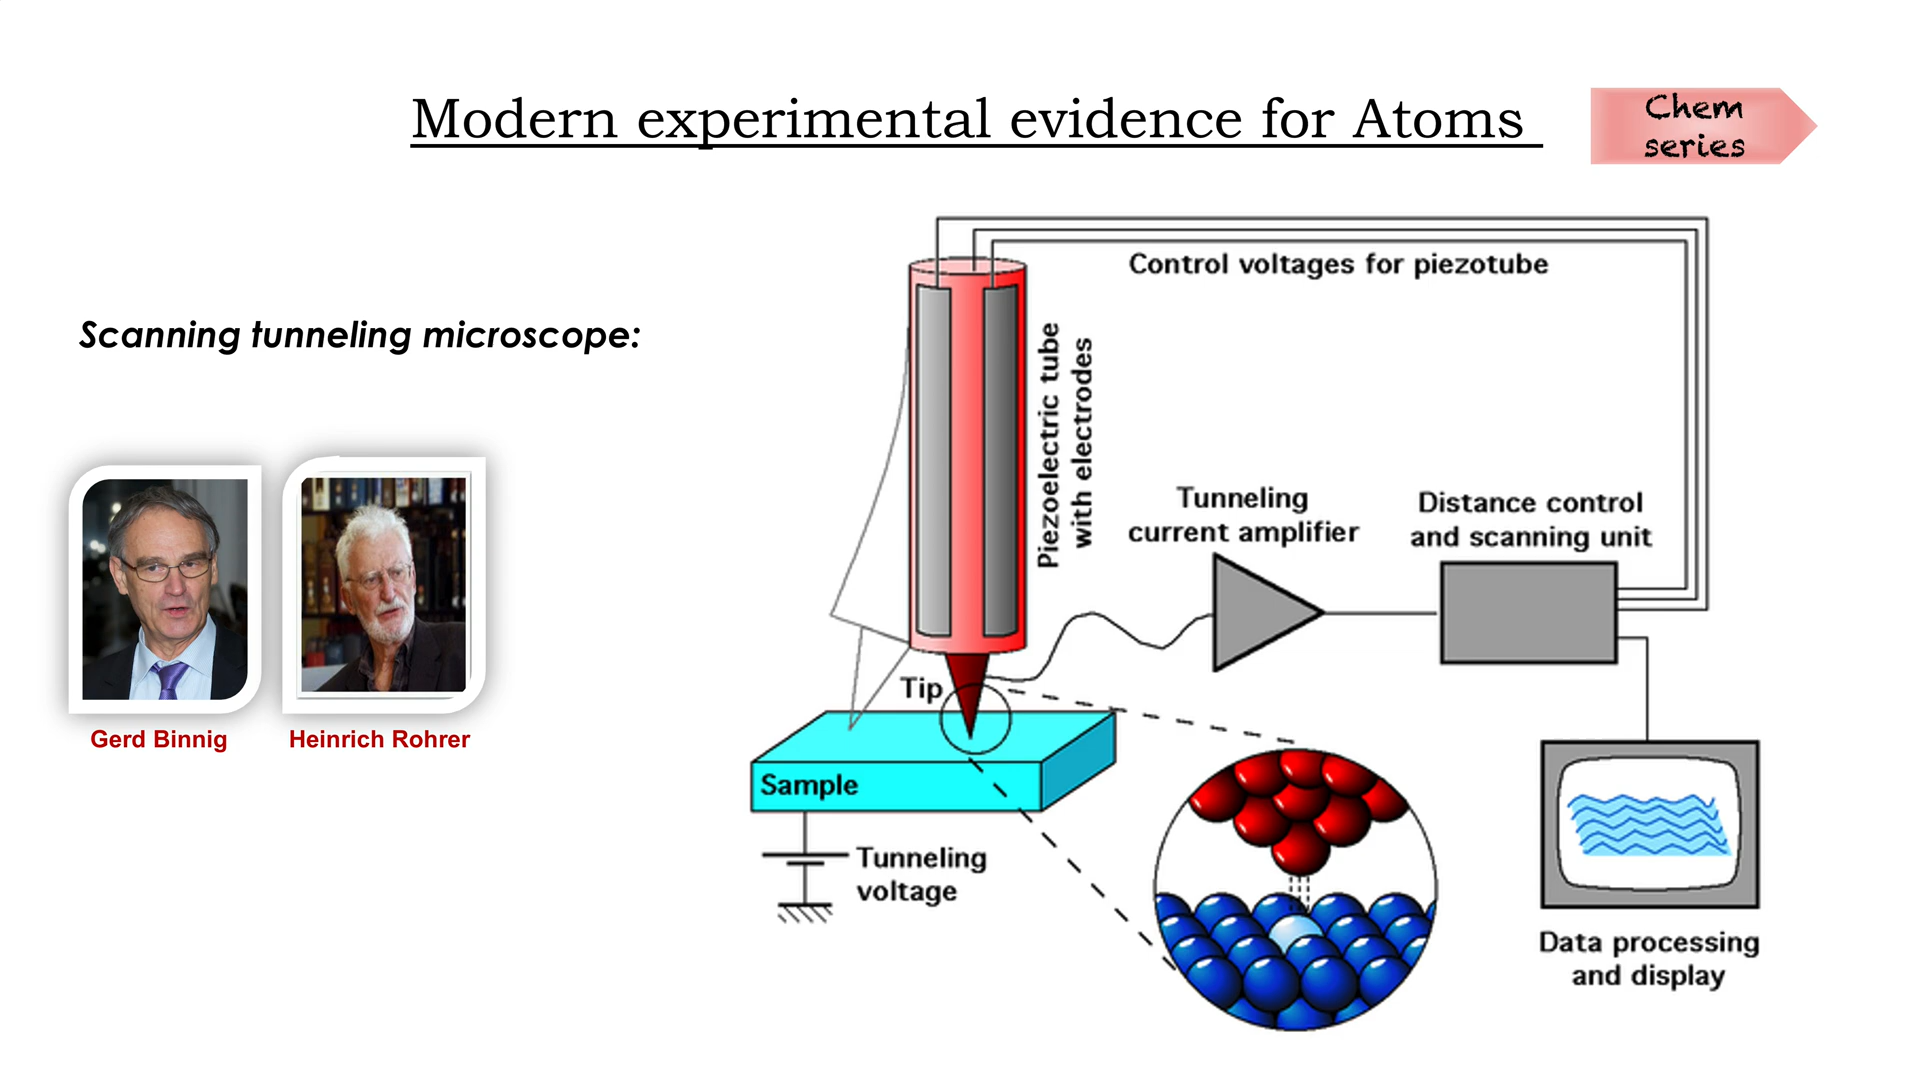 Modern experimental evidence for Atoms
Chem
series
Scanning tunneling microscope:
Gerd Binnig
Heinrich Rohrer
Control voltages for piezotube
Piezoelectric tube
with electrodes
Tunneling
current amplifier
Distance control
and scanning unit
Tip
Sample
Tunneling
voltage
Data processing
and display